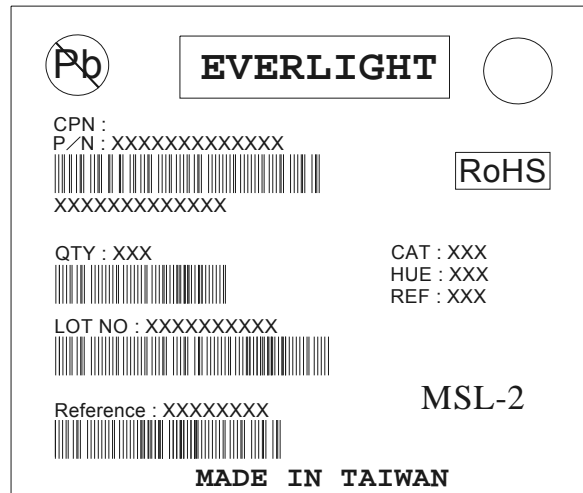 Pb
EVERLIGHT
CPN :
P/N : XXXXXXXXXXXXX
RoHS
XXXXXXXXXXXXX
QTY : XXX
CAT : XXX
HUE : XXX
REF : XXX
LOT NO : XXXXXXXXXX
MSL-2
Reference : XXXXXXXX
MADE IN TAIWAN